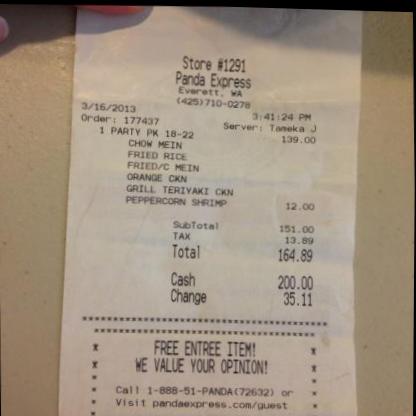 Store #1291
Panda Express
Everett, WA
(425)710-0278
3/16/2013 3:41:24 PM
Order: 177437 Server: Tameka J
1 PARTY PK 18-22 139.00
CHOW MEIN
FRIED RICE
FRIED/C MEIN
ORANGE CKN
GRILL TERIYAKI CKN
PEPPERCORN SHRIMP 12.00
SubTotal 151.00
TAX 13.89
Total 164.89
Cash 200.00
Change 35.11
****************************************
****************************************
* FREE ENTREE ITEM! *
* WE VALUE YOUR OPINION! *
* *
* Call 1-888-51-PANDA(72632) or *
* Visit pandaexpress.com/guest *